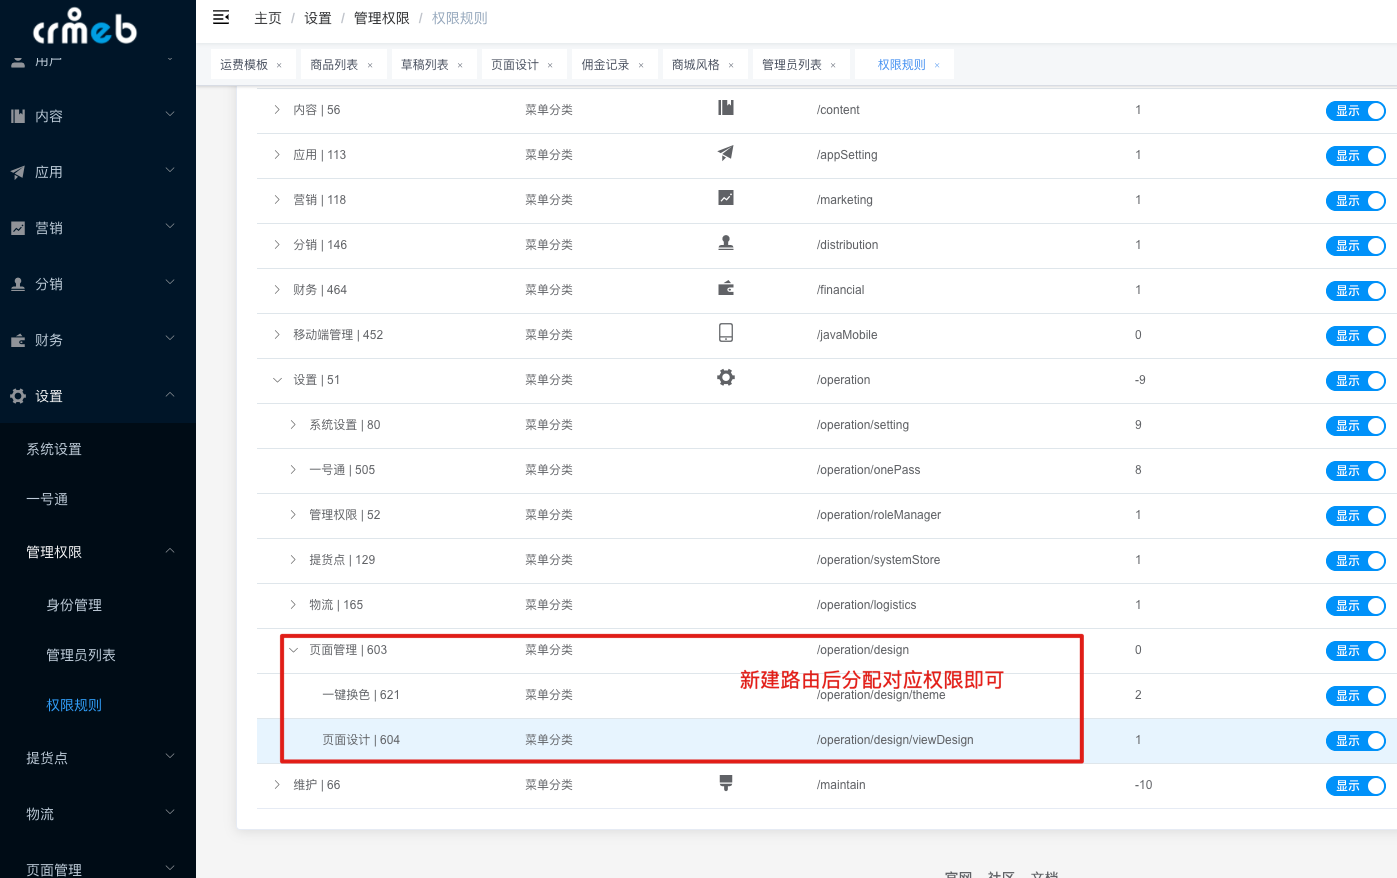 crmeb
主页 / 设置 / 管理权限 / 权限规则
运费模板 × 商品列表 × 草稿列表 × 页面设计 × 佣金记录 × 商城风格 × 管理员列表 × 权限规则 ×
用户
内容
应用
营销
分销
财务
设置
系统设置
一号通
管理权限
身份管理
管理员列表
权限规则
提货点
物流
页面管理
内容 | 56 菜单分类 /content 1 显示
应用 | 113 菜单分类 /appSetting 1 显示
营销 | 118 菜单分类 /marketing 1 显示
分销 | 146 菜单分类 /distribution 1 显示
财务 | 464 菜单分类 /financial 1 显示
移动端管理 | 452 菜单分类 /javaMobile 0 显示
设置 | 51 菜单分类 /operation -9 显示
系统设置 | 80 菜单分类 /operation/setting 9 显示
一号通 | 505 菜单分类 /operation/onePass 8 显示
管理权限 | 52 菜单分类 /operation/roleManager 1 显示
提货点 | 129 菜单分类 /operation/systemStore 1 显示
物流 | 165 菜单分类 /operation/logistics 1 显示
页面管理 | 603 菜单分类 /operation/design 0 显示
新建路由后分配对应权限即可
一键换色 | 621 菜单分类 /operation/design/theme 2 显示
页面设计 | 604 菜单分类 /operation/design/viewDesign 1 显示
维护 | 66 菜单分类 /maintain -10 显示
官网 社区 文档